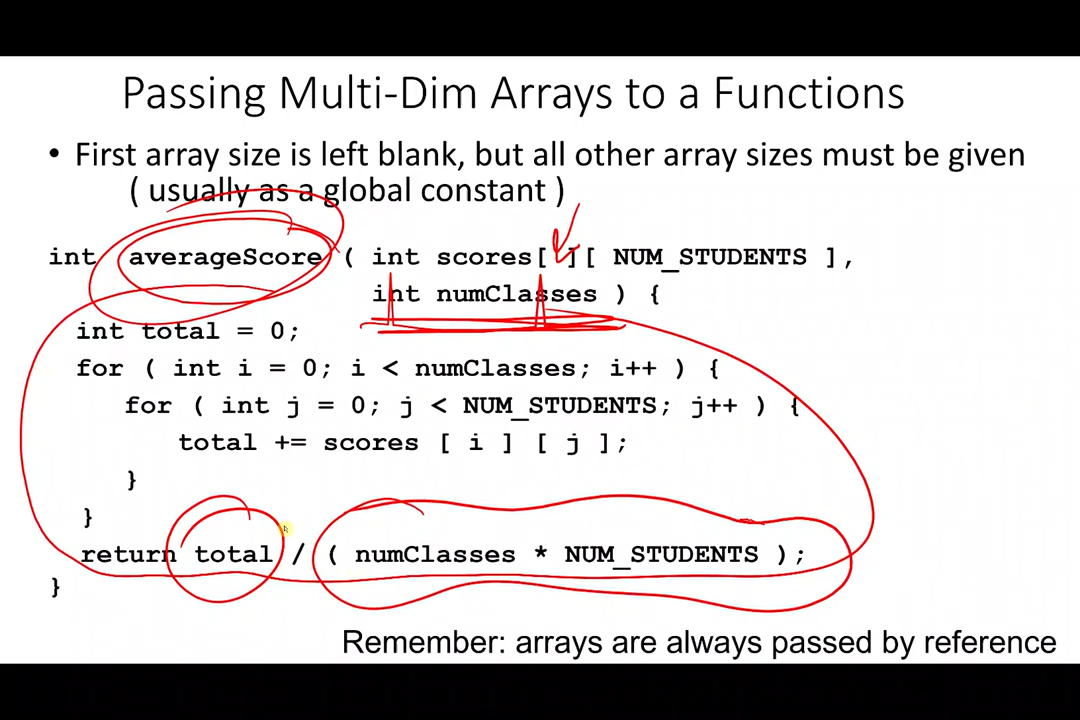 Passing Multi-Dim Arrays to a Functions
• First array size is left blank, but all other array sizes must be given
( usually as a global constant )
int averageScore ( int scores[ ][ NUM_STUDENTS ],
int numClasses ) {
int total = 0;
for ( int i = 0; i < numClasses; i++ ) {
for ( int j = 0; j < NUM_STUDENTS; j++ ) {
total += scores [ i ] [ j ];
}
}
return total / ( numClasses * NUM_STUDENTS );
}
Remember: arrays are always passed by reference